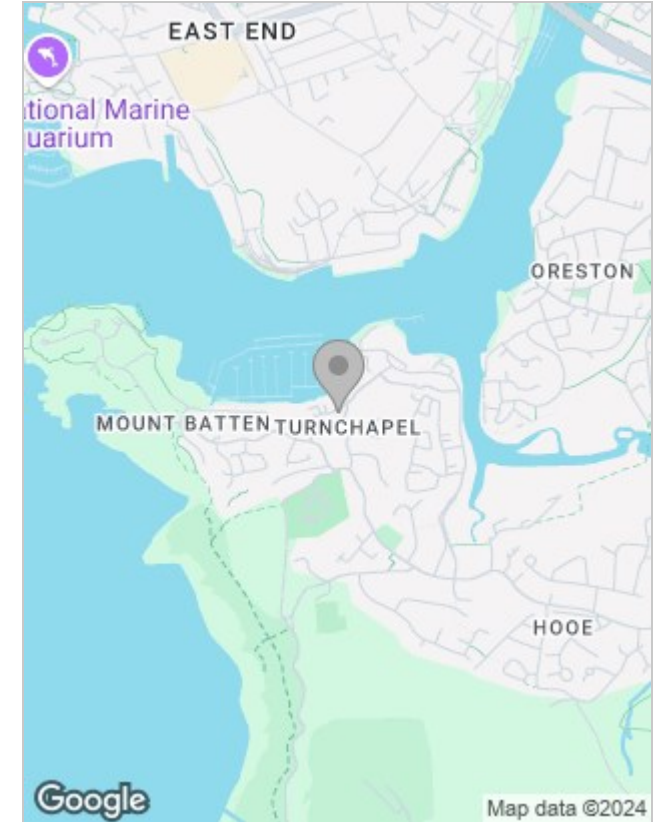 EAST END
tional Marine
uarium
ORESTON
MOUNT BATTEN
TURNCHAPEL
HOOE
Google
Map data ©2024